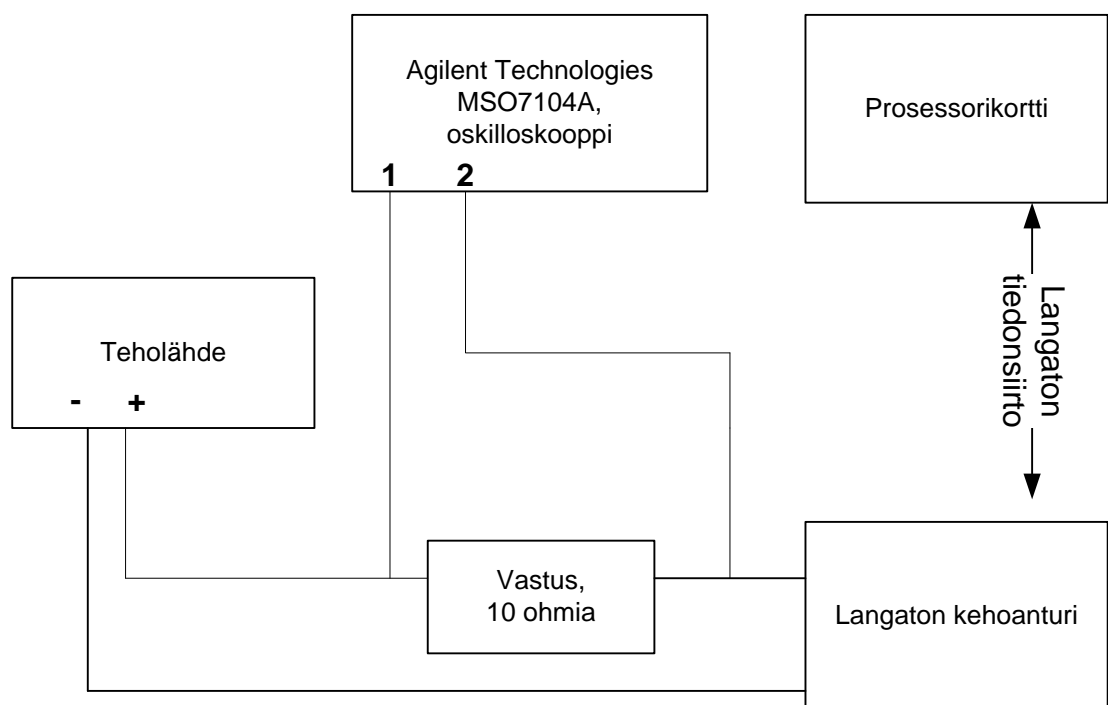 Agilent Technologies
MSO7104A,
oskilloskooppi
1 2
Prosessorikortti
Teholähde
- +
Langaton
tiedonsiirto
Vastus,
10 ohmia
Langaton kehoanturi